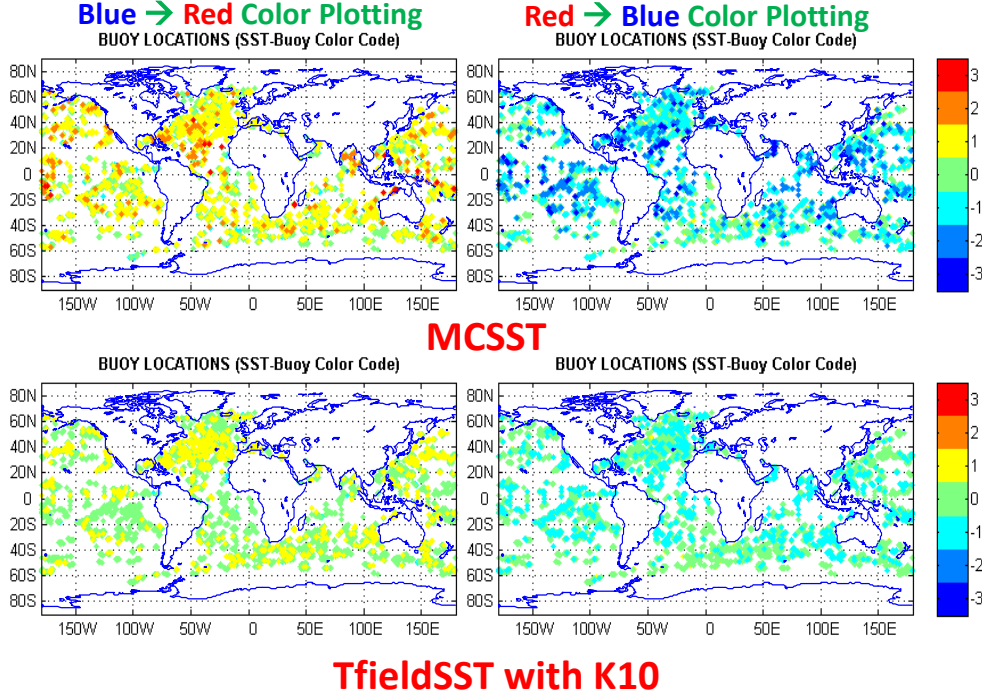 Blue → Red Color Plotting
Red → Blue Color Plotting
BUOY LOCATIONS (SST-Buoy Color Code)
BUOY LOCATIONS (SST-Buoy Color Code)
80N
60N
40N
20N
0
20S
40S
60S
80S
150W 100W 50W 0 50E 100E 150E
150W 100W 50W 0 50E 100E 150E
3
2
1
0
-1
-2
-3
MCSST
BUOY LOCATIONS (SST-Buoy Color Code)
BUOY LOCATIONS (SST-Buoy Color Code)
80N
60N
40N
20N
0
20S
40S
60S
80S
150W 100W 50W 0 50E 100E 150E
150W 100W 50W 0 50E 100E 150E
3
2
1
0
-1
-2
-3
TfieldSST with K10